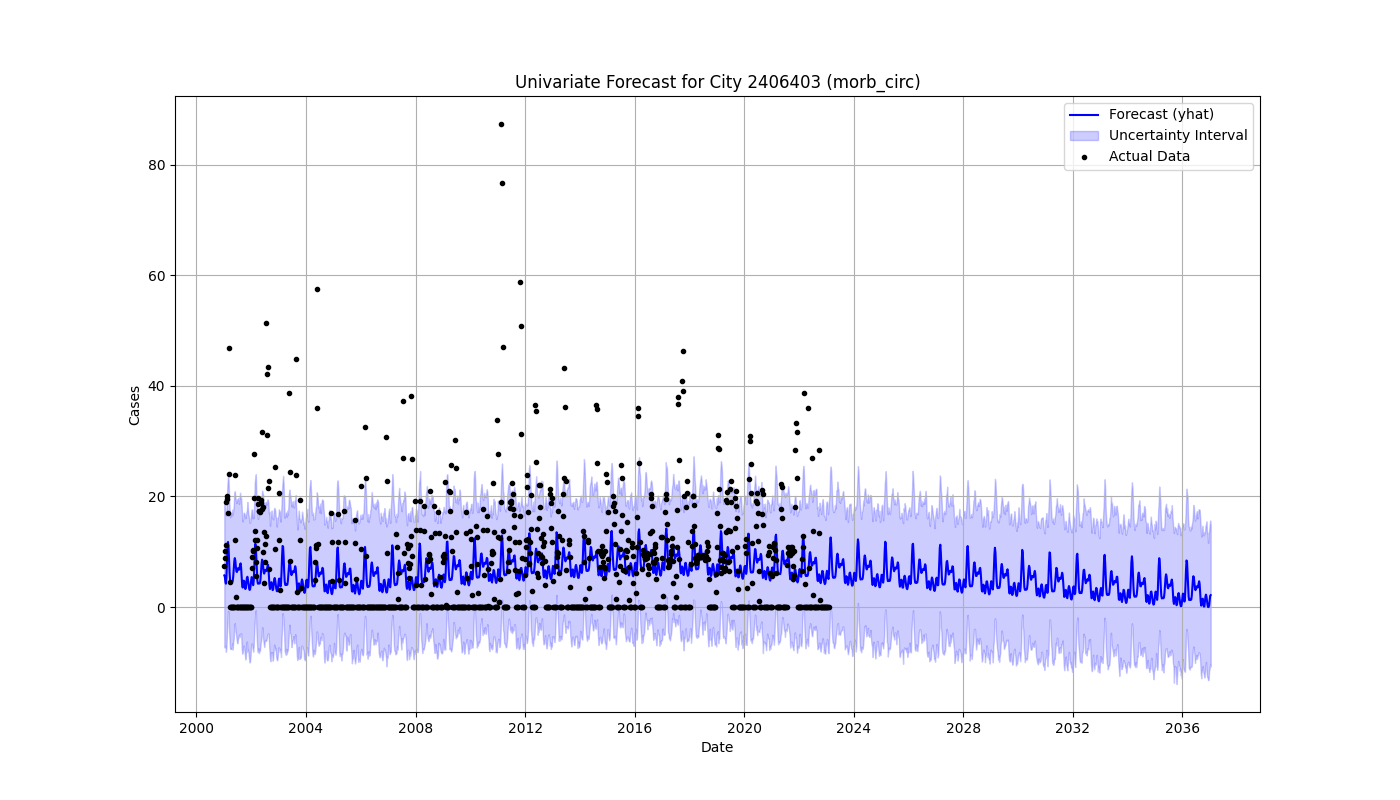 Univariate Forecast for City 2406403 (morb_circ)
Forecast (yhat)
Uncertainty Interval
Actual Data
Cases
80
60
40
20
0
2000 2004 2008 2012 2016 2020 2024 2028 2032 2036
Date